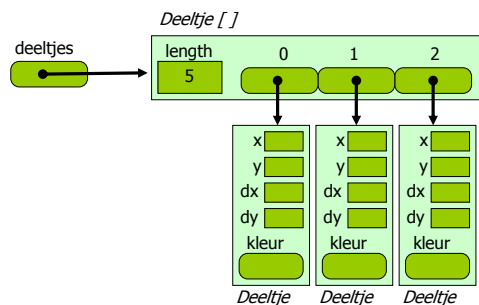 Deeltje [ ]
deeltjes
length 0 1 2
5
x x x
y y y
dx dx dx
dy dy dy
kleur kleur kleur
Deeltje Deeltje Deeltje